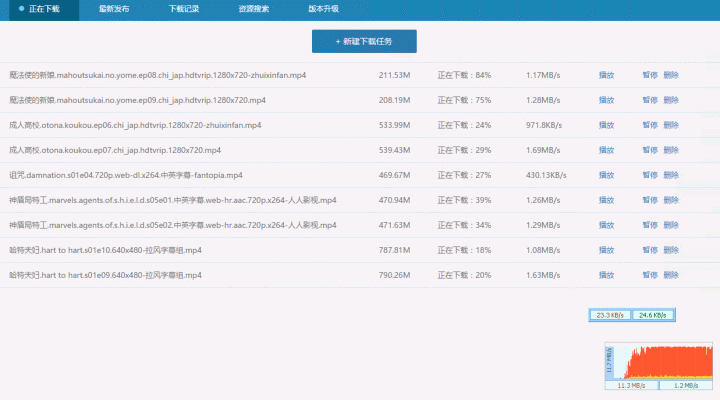 正在下载 最新发布 下载记录 资源搜索 版本升级
+ 新建下载任务
魔法使的新娘.mahoutsukai.no.yome.ep08.chi_jap.hdtvrip.1280x720-zhuixinfan.mp4 211.53M 正在下载：84% 1.17MB/s 播放 暂停 删除
魔法使的新娘.mahoutsukai.no.yome.ep09.chi_jap.hdtvrip.1280x720.mp4 208.19M 正在下载：75% 1.28MB/s 播放 暂停 删除
成人高校.otona.koukou.ep06.chi_jap.hdtvrip.1280x720-zhuixinfan.mp4 533.99M 正在下载：24% 971.8KB/s 播放 暂停 删除
成人高校.otona.koukou.ep07.chi_jap.hdtvrip.1280x720.mp4 539.43M 正在下载：29% 1.69MB/s 播放 暂停 删除
诅咒.damnation.s01e04.720p.web-dl.x264.中英字幕-fantopia.mp4 469.67M 正在下载：27% 430.13KB/s 播放 暂停 删除
神盾局特工.marvels.agents.of.s.h.i.e.l.d.s05e01.中英字幕.web-hr.aac.720p.x264-人人影视.mp4 470.94M 正在下载：39% 1.26MB/s 播放 暂停 删除
神盾局特工.marvels.agents.of.s.h.i.e.l.d.s05e02.中英字幕.web-hr.aac.720p.x264-人人影视.mp4 471.63M 正在下载：34% 1.29MB/s 播放 暂停 删除
哈特夫妇.hart to hart.s01e10.640x480-拉风字幕组.mp4 787.81M 正在下载：18% 1.08MB/s 播放 暂停 删除
哈特夫妇.hart to hart.s01e09.640x480-拉风字幕组.mp4 790.26M 正在下载：20% 1.63MB/s 播放 暂停 删除
23.3 KB/s 24.6 KB/s
11.7 MB/s
11.3 MB/s 1.2 MB/s